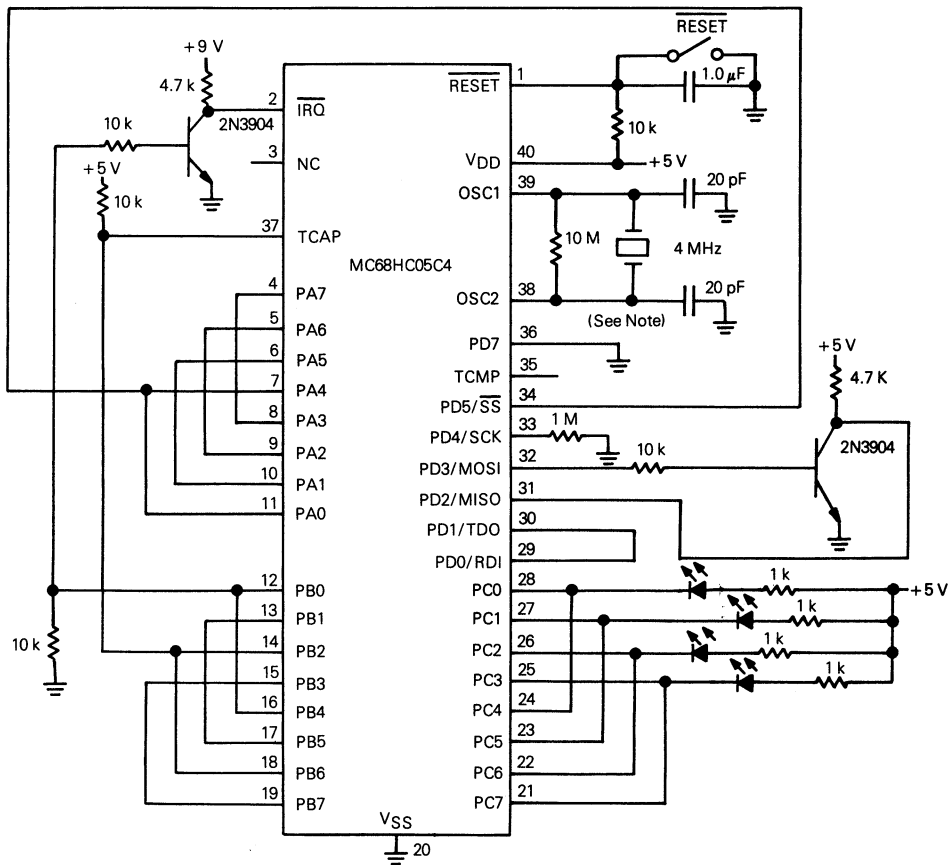 RESET
+9 V
4.7 k
2
IRQ
2N3904
10 k
3
NC
+5 V
10 k
37
TCAP
MC68HC05C4
4
PA7
5
PA6
6
PA5
7
PA4
8
PA3
9
PA2
10
PA1
11
PA0
12
PB0
13
PB1
10 k
14
PB2
15
PB3
16
PB4
17
PB5
18
PB6
19
PB7
VSS
20
1
RESET
1.0 μF
10 k
40
VDD
+5 V
39
OSC1
20 pF
10 M
4 MHz
38
OSC2
20 pF
(See Note)
36
PD7
35
TCMP
34
PD5/SS
+5 V
4.7 K
33
PD4/SCK
1 M
2N3904
32
PD3/MOSI
10 k
31
PD2/MISO
30
PD1/TDO
29
PD0/RDI
28
PC0
1 k
+5 V
27
PC1
1 k
26
PC2
1 k
25
PC3
1 k
24
PC4
23
PC5
22
PC6
21
PC7